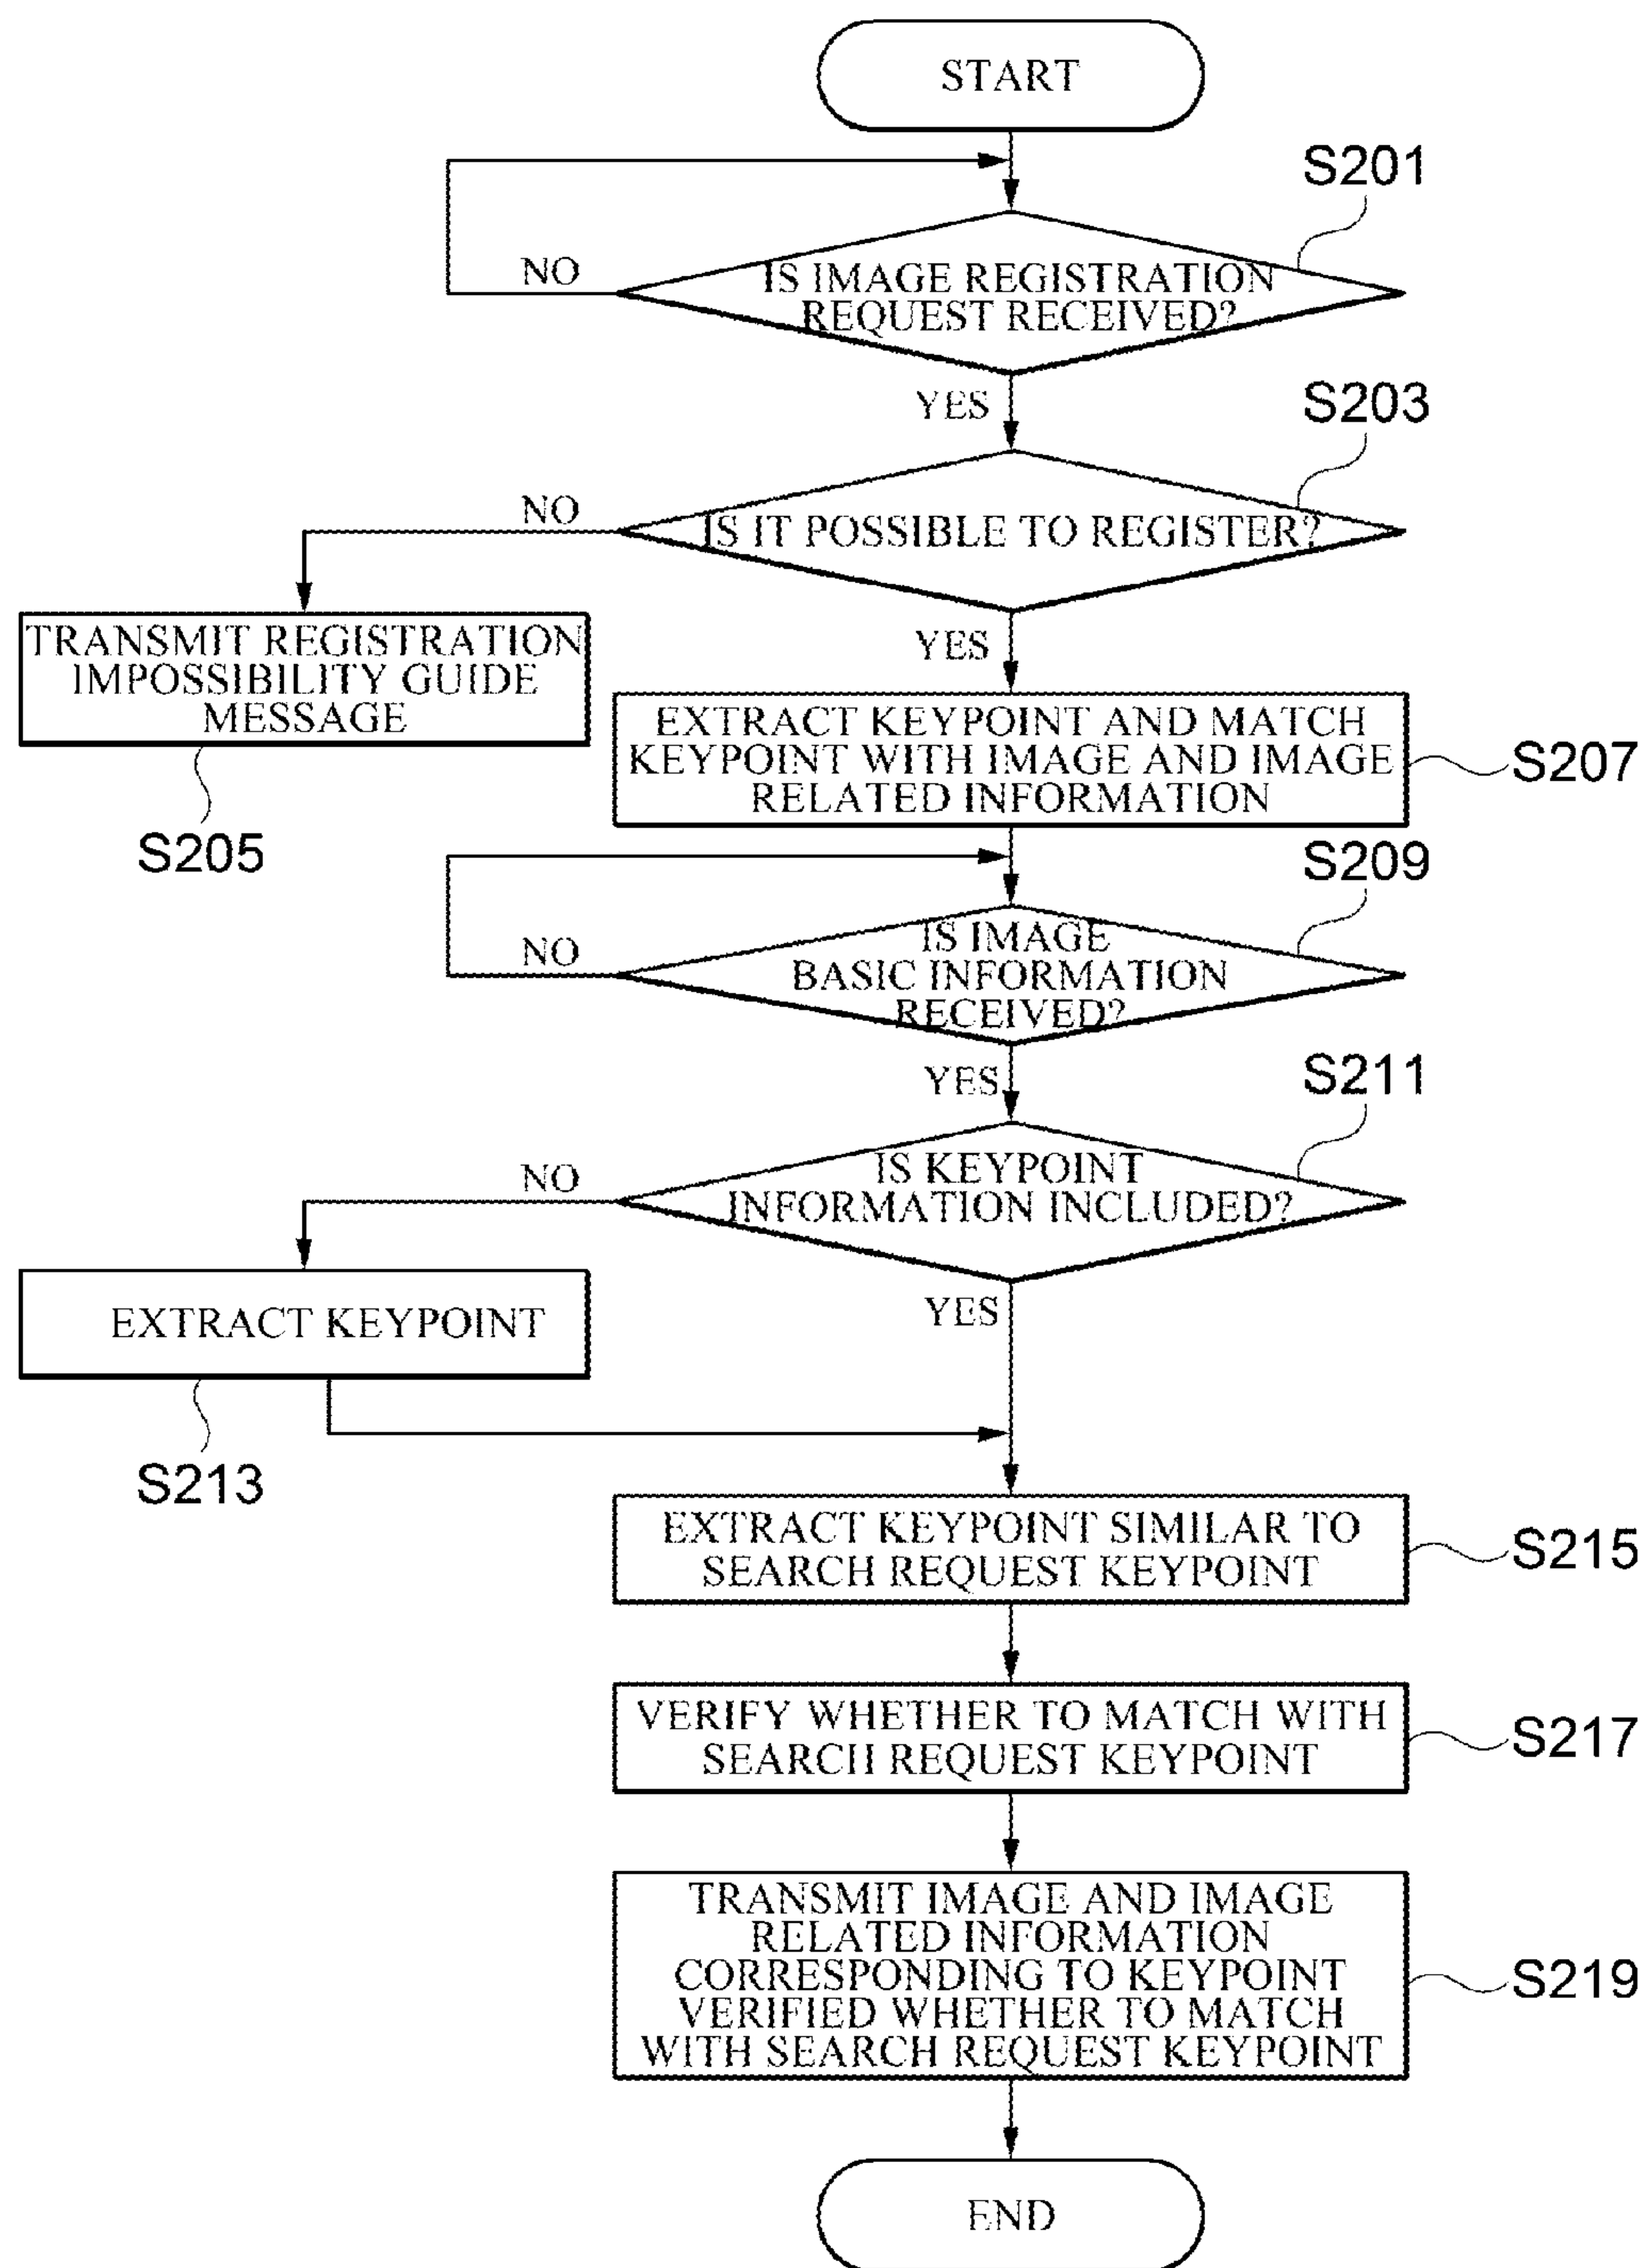 START
S201
IS IMAGE REGISTRATION
REQUEST RECEIVED?
NO
YES
S203
IS IT POSSIBLE TO REGISTER?
NO
YES
TRANSMIT REGISTRATION
IMPOSSIBILITY GUIDE
MESSAGE
S205
EXTRACT KEYPOINT AND MATCH
KEYPOINT WITH IMAGE AND IMAGE
RELATED INFORMATION
S207
S209
IS IMAGE
BASIC INFORMATION
RECEIVED?
NO
YES
S211
IS KEYPOINT
INFORMATION INCLUDED?
NO
YES
EXTRACT KEYPOINT
S213
EXTRACT KEYPOINT SIMILAR TO
SEARCH REQUEST KEYPOINT
S215
VERIFY WHETHER TO MATCH WITH
SEARCH REQUEST KEYPOINT
S217
TRANSMIT IMAGE AND IMAGE
RELATED INFORMATION
CORRESPONDING TO KEYPOINT
VERIFIED WHETHER TO MATCH
WITH SEARCH REQUEST KEYPOINT
S219
END